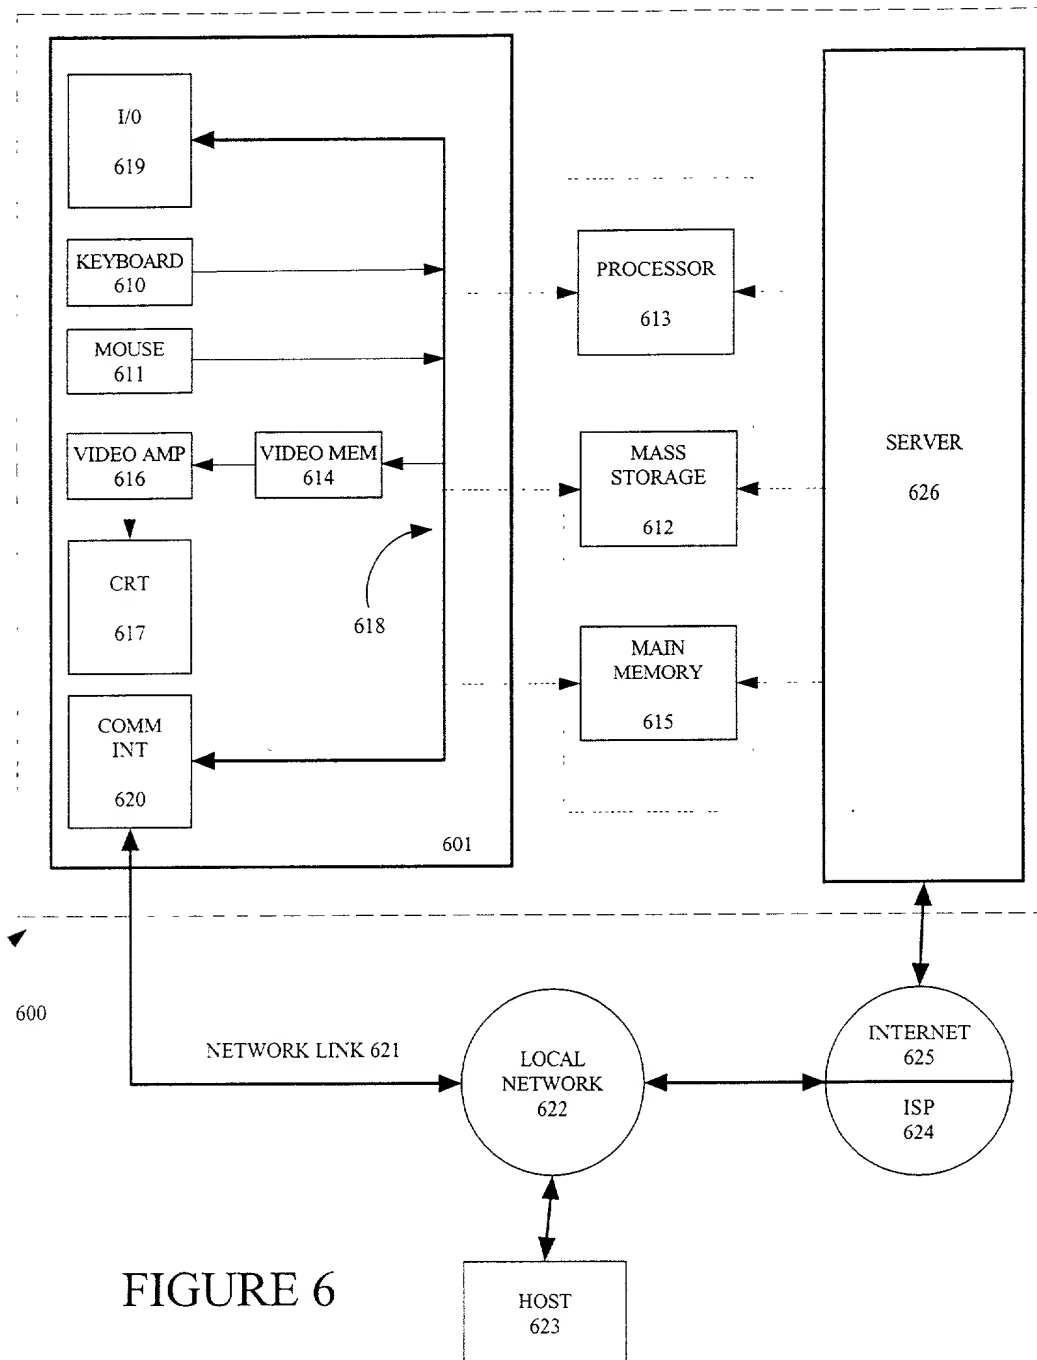 I/0
619
KEYBOARD
610
MOUSE
611
VIDEO AMP
616
VIDEO MEM
614
CRT
617
618
COMM
INT
620
601
PROCESSOR
613
MASS
STORAGE
612
MAIN
MEMORY
615
SERVER
626
600
NETWORK LINK 621
LOCAL
NETWORK
622
INTERNET
625
ISP
624
HOST
623
FIGURE 6